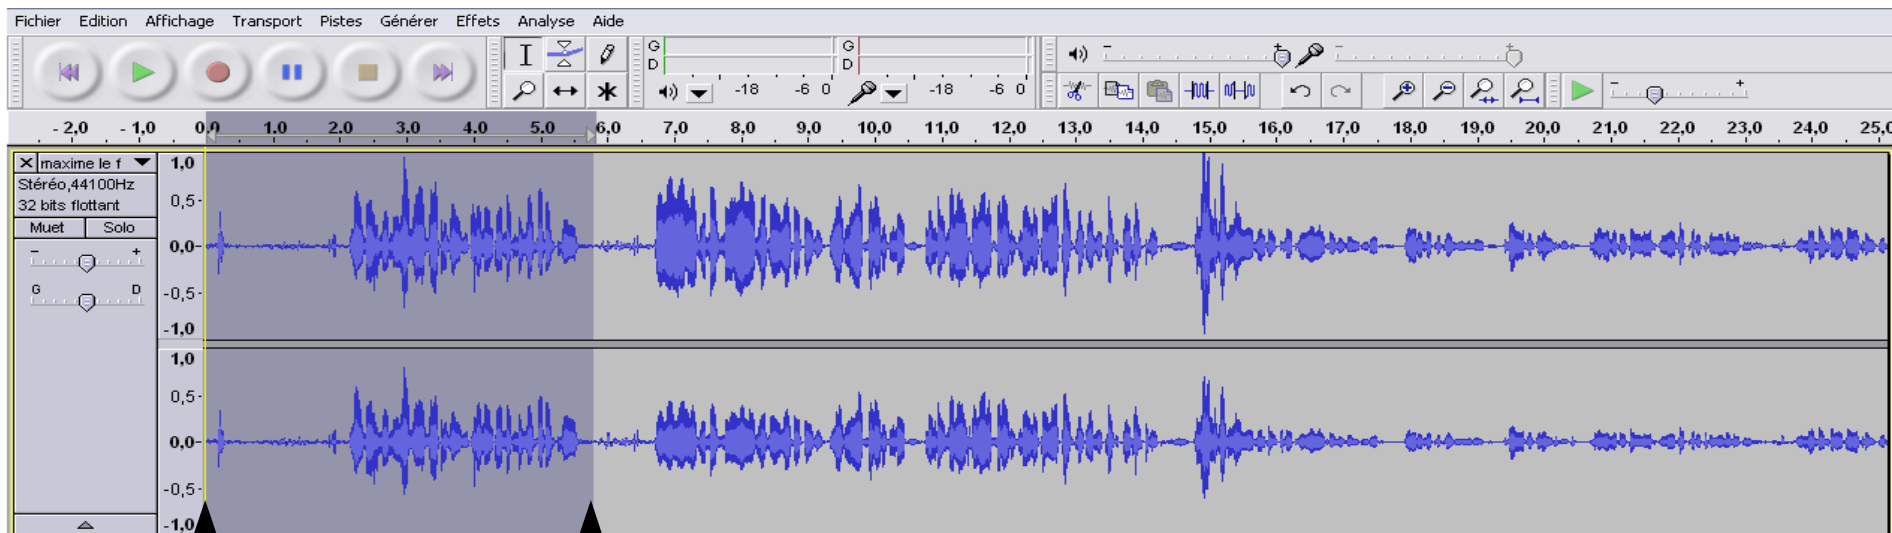 Fichier Edition Affichage Transport Pistes Générer Effets Analyse Aide
G G
D D
-18 -6 0 -18 -6 0
- 2,0 - 1,0 0,0 1.0 2,0 3.0 4,0 5.0 6,0 7,0 8,0 9,0 10,0 11,0 12,0 13,0 14,0 15,0 16,0 17,0 18,0 19,0 20,0 21,0 22,0 23,0 24,0 25,0
maxime le f
Stéréo,44100Hz
32 bits flottant
Muet Solo
- +
G D
1,0
0,5-
0,0-
-0,5-
-1,0
1,0
0,5-
0,0-
-0,5-
-1,0